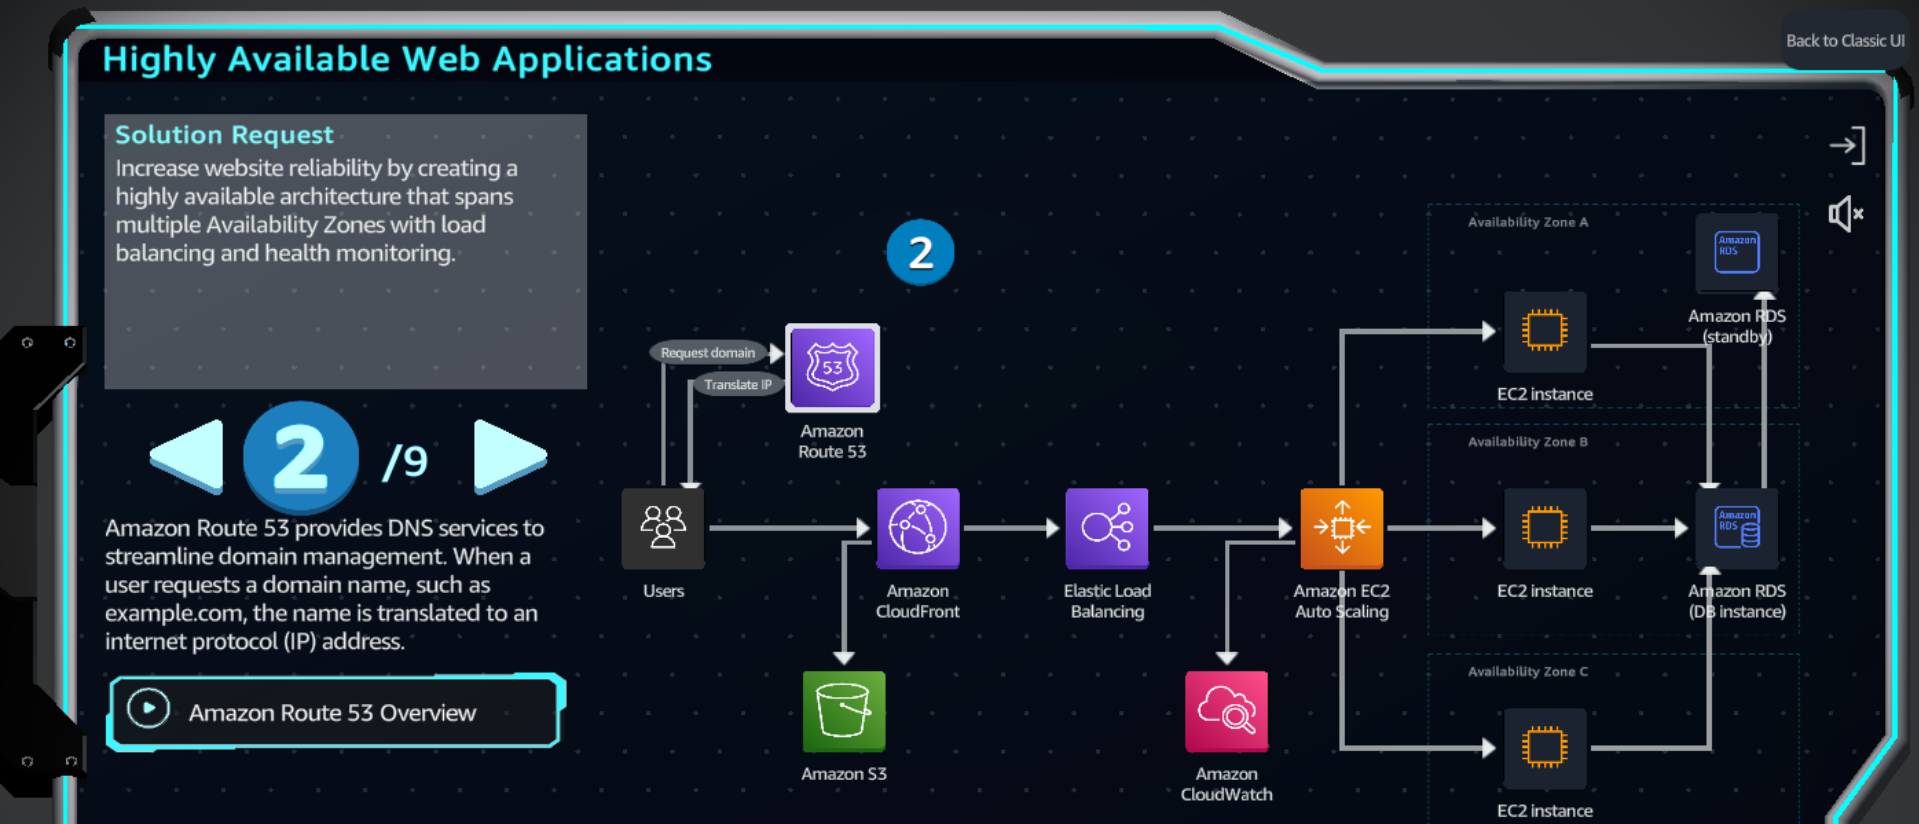 Highly Available Web Applications
Back to Classic UI
Solution Request
Increase website reliability by creating a
highly available architecture that spans
multiple Availability Zones with load
balancing and health monitoring.
2
/9
Amazon Route 53 provides DNS services to
streamline domain management. When a
user requests a domain name, such as
example.com, the name is translated to an
internet protocol (IP) address.
Amazon Route 53 Overview
2
Request domain
Translate IP
53
Amazon
Route 53
Users
Amazon
CloudFront
Elastic Load
Balancing
Amazon EC2
Auto Scaling
Amazon S3
Amazon
CloudWatch
Availability Zone A
EC2 instance
Amazon
RDS
Amazon RDS
(standby)
Availability Zone B
EC2 instance
Amazon
RDS
Amazon RDS
(DB instance)
Availability Zone C
EC2 instance